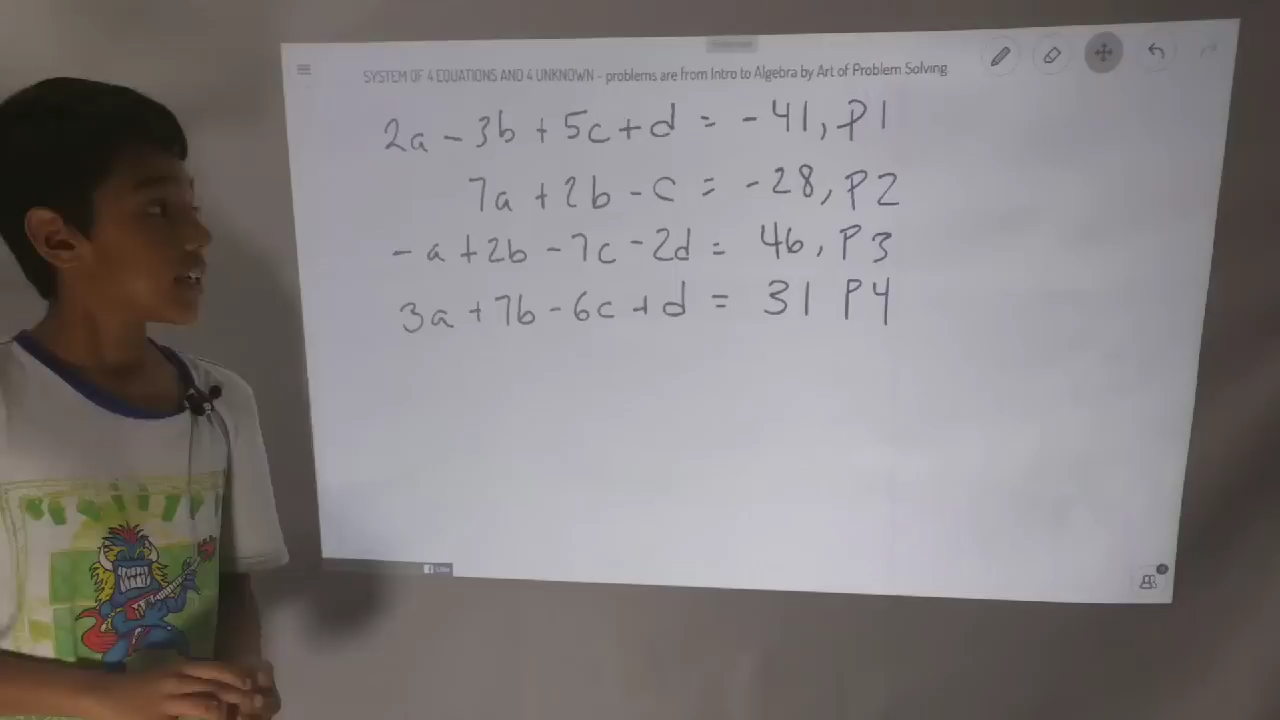 SYSTEM OF 4 EQUATIONS AND 4 UNKNOWN - problems are from Intro to Algebra by Art of Problem Solving
2a - 3b + 5c + d = -41, P1
7a + 2b - c = -28, P2
-a + 2b - 7c - 2d = 46, P3
3a + 7b - 6c + d = 31 P4